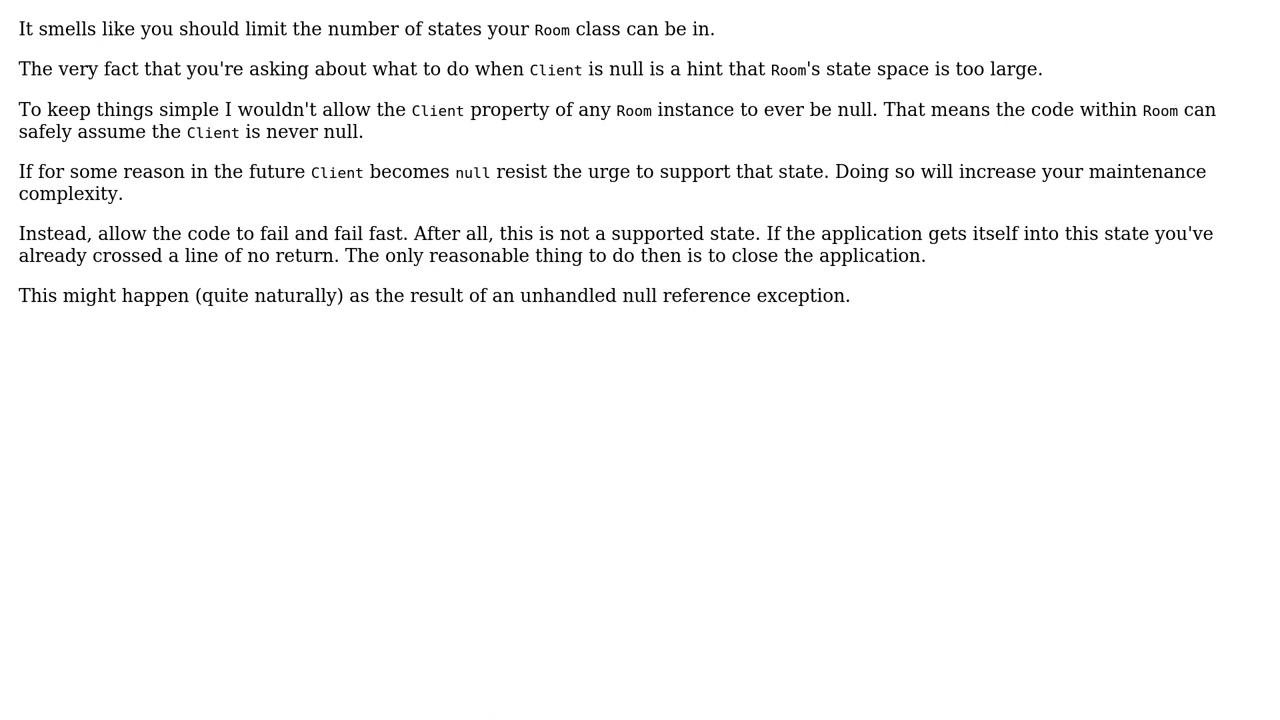 It smells like you should limit the number of states your Room class can be in.
The very fact that you're asking about what to do when Client is null is a hint that Room's state space is too large.
To keep things simple I wouldn't allow the Client property of any Room instance to ever be null. That means the code within Room can
safely assume the Client is never null.
If for some reason in the future Client becomes null resist the urge to support that state. Doing so will increase your maintenance
complexity.
Instead, allow the code to fail and fail fast. After all, this is not a supported state. If the application gets itself into this state you've
already crossed a line of no return. The only reasonable thing to do then is to close the application.
This might happen (quite naturally) as the result of an unhandled null reference exception.